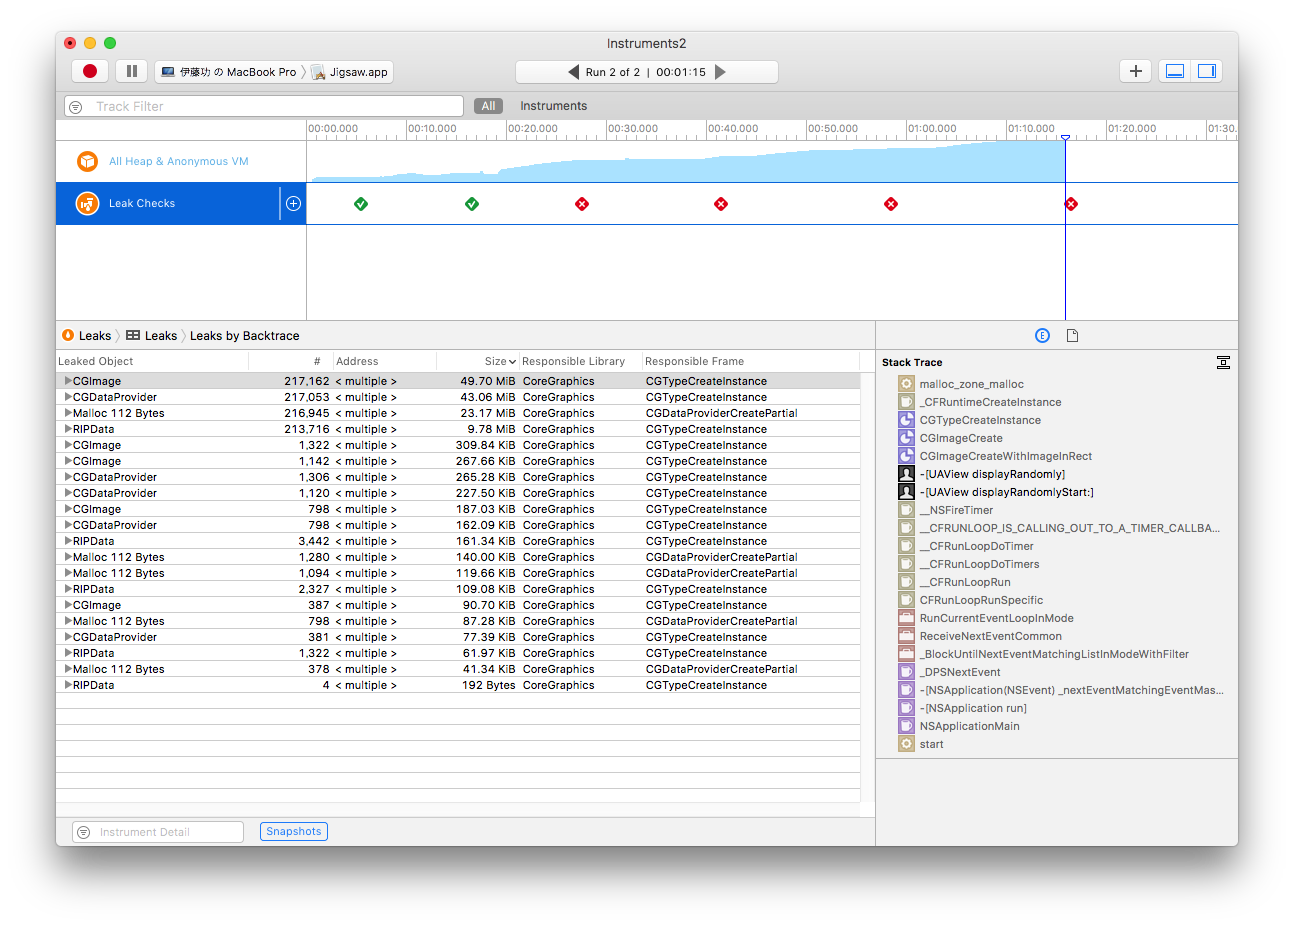 Instruments2
伊藤功 の MacBook Pro Jigsaw.app
Run 2 of 2 | 00:01:15
Track Filter All Instruments
00:00.000 00:10.000 00:20.000 00:30.000 00:40.000 00:50.000 01:00.000 01:10.000 01:20.000 01:30.
All Heap & Anonymous VM
Leak Checks
Leaks Leaks Leaks by Backtrace
Leaked Object # Address Size Responsible Library Responsible Frame
CGImage 217,162 < multiple > 49.70 MiB CoreGraphics CGTypeCreateInstance
CGDataProvider 217,053 < multiple > 43.06 MiB CoreGraphics CGTypeCreateInstance
Malloc 112 Bytes 216,945 < multiple > 23.17 MiB CoreGraphics CGDataProviderCreatePartial
RIPData 213,716 < multiple > 9.78 MiB CoreGraphics CGTypeCreateInstance
CGImage 1,322 < multiple > 309.84 KiB CoreGraphics CGTypeCreateInstance
CGImage 1,142 < multiple > 267.66 KiB CoreGraphics CGTypeCreateInstance
CGDataProvider 1,306 < multiple > 265.28 KiB CoreGraphics CGTypeCreateInstance
CGDataProvider 1,120 < multiple > 227.50 KiB CoreGraphics CGTypeCreateInstance
CGImage 798 < multiple > 187.03 KiB CoreGraphics CGTypeCreateInstance
CGDataProvider 798 < multiple > 162.09 KiB CoreGraphics CGTypeCreateInstance
RIPData 3,442 < multiple > 161.34 KiB CoreGraphics CGTypeCreateInstance
Malloc 112 Bytes 1,280 < multiple > 140.00 KiB CoreGraphics CGDataProviderCreatePartial
Malloc 112 Bytes 1,094 < multiple > 119.66 KiB CoreGraphics CGDataProviderCreatePartial
RIPData 2,327 < multiple > 109.08 KiB CoreGraphics CGTypeCreateInstance
CGImage 387 < multiple > 90.70 KiB CoreGraphics CGTypeCreateInstance
Malloc 112 Bytes 798 < multiple > 87.28 KiB CoreGraphics CGDataProviderCreatePartial
CGDataProvider 381 < multiple > 77.39 KiB CoreGraphics CGTypeCreateInstance
RIPData 1,322 < multiple > 61.97 KiB CoreGraphics CGTypeCreateInstance
Malloc 112 Bytes 378 < multiple > 41.34 KiB CoreGraphics CGDataProviderCreatePartial
RIPData 4 < multiple > 192 Bytes CoreGraphics CGTypeCreateInstance
Instrument Detail Snapshots
E
Stack Trace
malloc_zone_malloc
_CFRuntimeCreateInstance
CGTypeCreateInstance
CGImageCreate
CGImageCreateWithImageInRect
-[UAView displayRandomly]
-[UAView displayRandomlyStart:]
__NSFireTimer
__CFRUNLOOP_IS_CALLING_OUT_TO_A_TIMER_CALLBA...
__CFRunLoopDoTimer
__CFRunLoopDoTimers
__CFRunLoopRun
CFRunLoopRunSpecific
RunCurrentEventLoopInMode
ReceiveNextEventCommon
_BlockUntilNextEventMatchingListInModeWithFilter
_DPSNextEvent
-[NSApplication(NSEvent) _nextEventMatchingEventMas...
-[NSApplication run]
NSApplicationMain
start